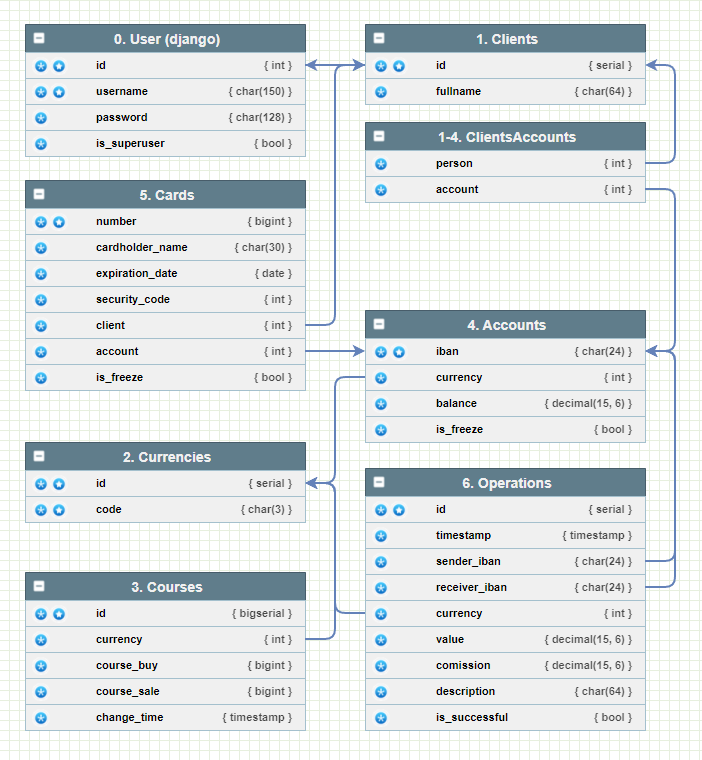 0. User (django)
id { int }
username { char(150) }
password { char(128) }
is_superuser { bool }
1. Clients
id { serial }
fullname { char(64) }
1-4. ClientsAccounts
person { int }
account { int }
5. Cards
number { bigint }
cardholder_name { char(30) }
expiration_date { date }
security_code { int }
client { int }
account { int }
is_freeze { bool }
4. Accounts
iban { char(24) }
currency { int }
balance { decimal(15, 6) }
is_freeze { bool }
2. Currencies
id { serial }
code { char(3) }
6. Operations
id { serial }
timestamp { timestamp }
sender_iban { char(24) }
receiver_iban { char(24) }
currency { int }
value { decimal(15, 6) }
comission { decimal(15, 6) }
description { char(64) }
is_successful { bool }
3. Courses
id { bigserial }
currency { int }
course_buy { bigint }
course_sale { bigint }
change_time { timestamp }